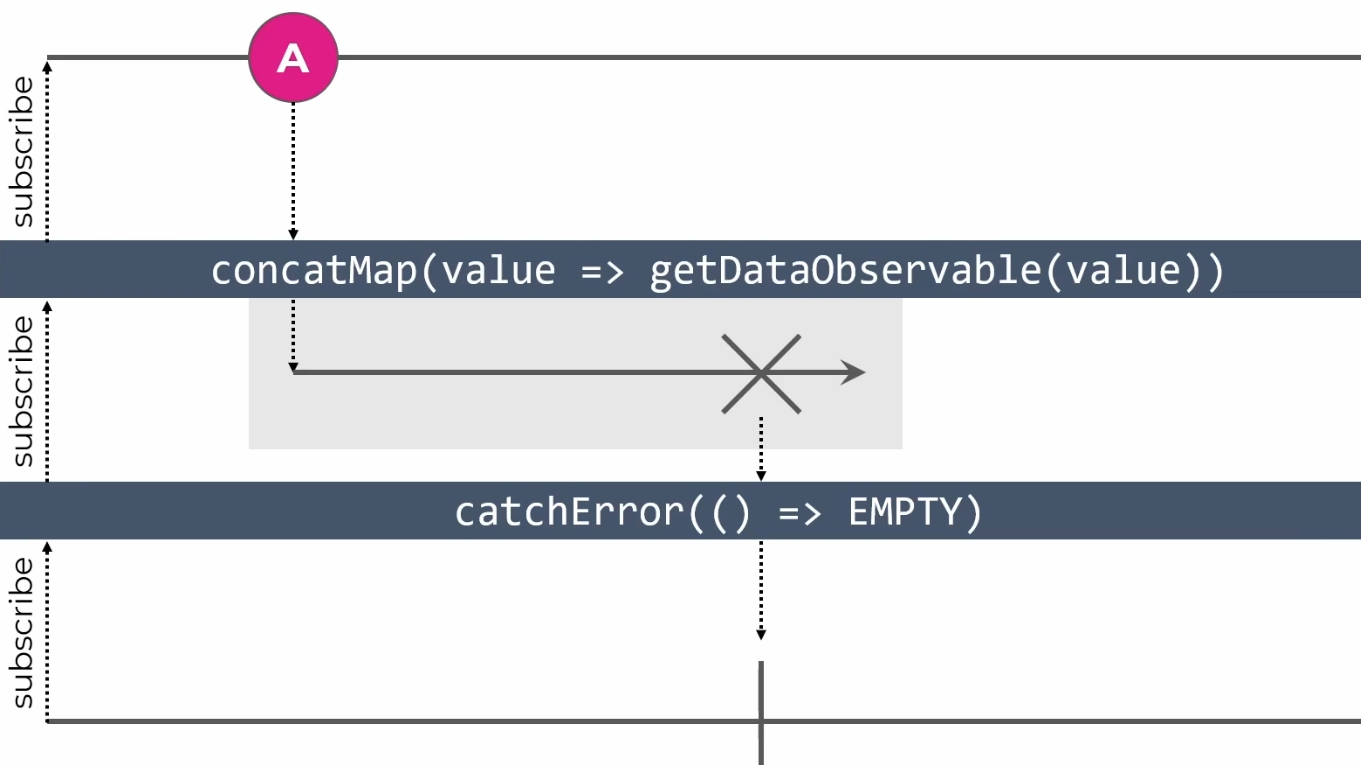 A
subscribe
concatMap(value => getDataObservable(value))
subscribe
catchError(() => EMPTY)
subscribe